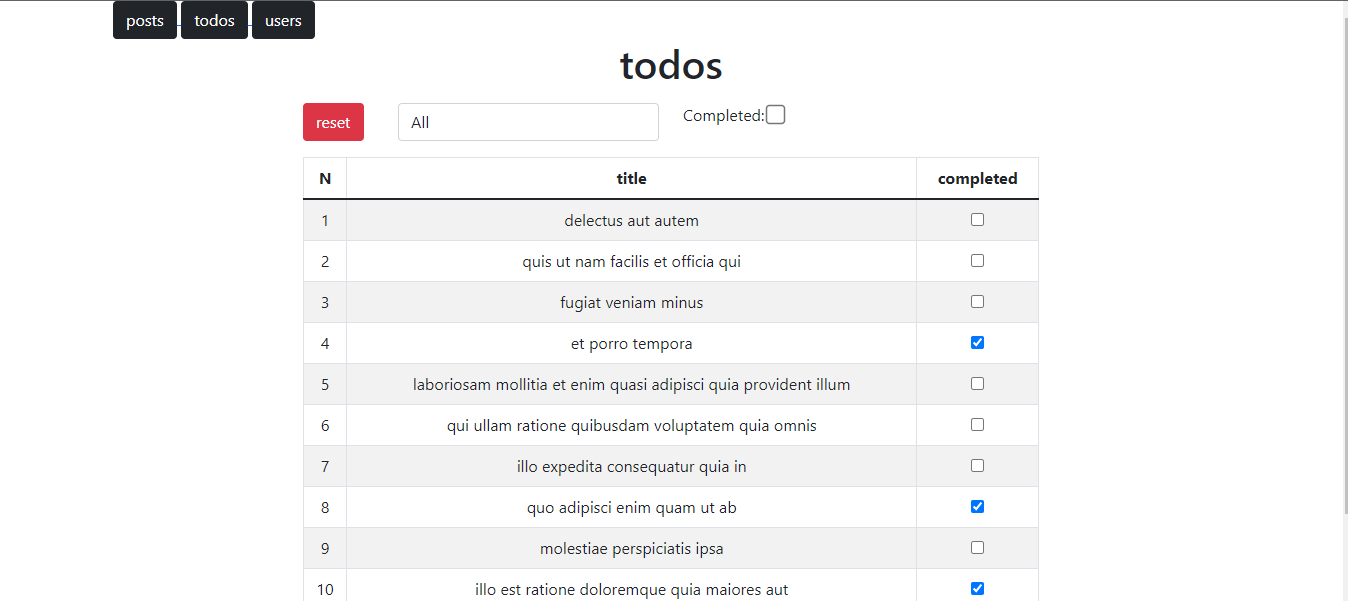 posts todos users
todos
reset All Completed:
N title completed
1 delectus aut autem
2 quis ut nam facilis et officia qui
3 fugiat veniam minus
4 et porro tempora
5 laboriosam mollitia et enim quasi adipisci quia provident illum
6 qui ullam ratione quibusdam voluptatem quia omnis
7 illo expedita consequatur quia in
8 quo adipisci enim quam ut ab
9 molestiae perspiciatis ipsa
10 illo est ratione doloremque quia maiores aut